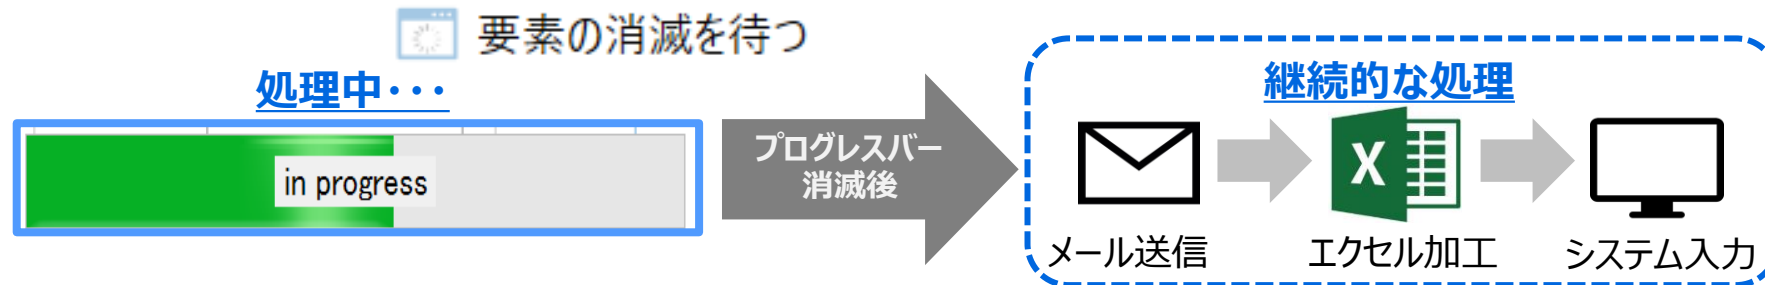 要素の消滅を待つ
処理中・・・
in progress
プログレスバー
消滅後
継続的な処理
X
メール送信
エクセル加工
システム入力